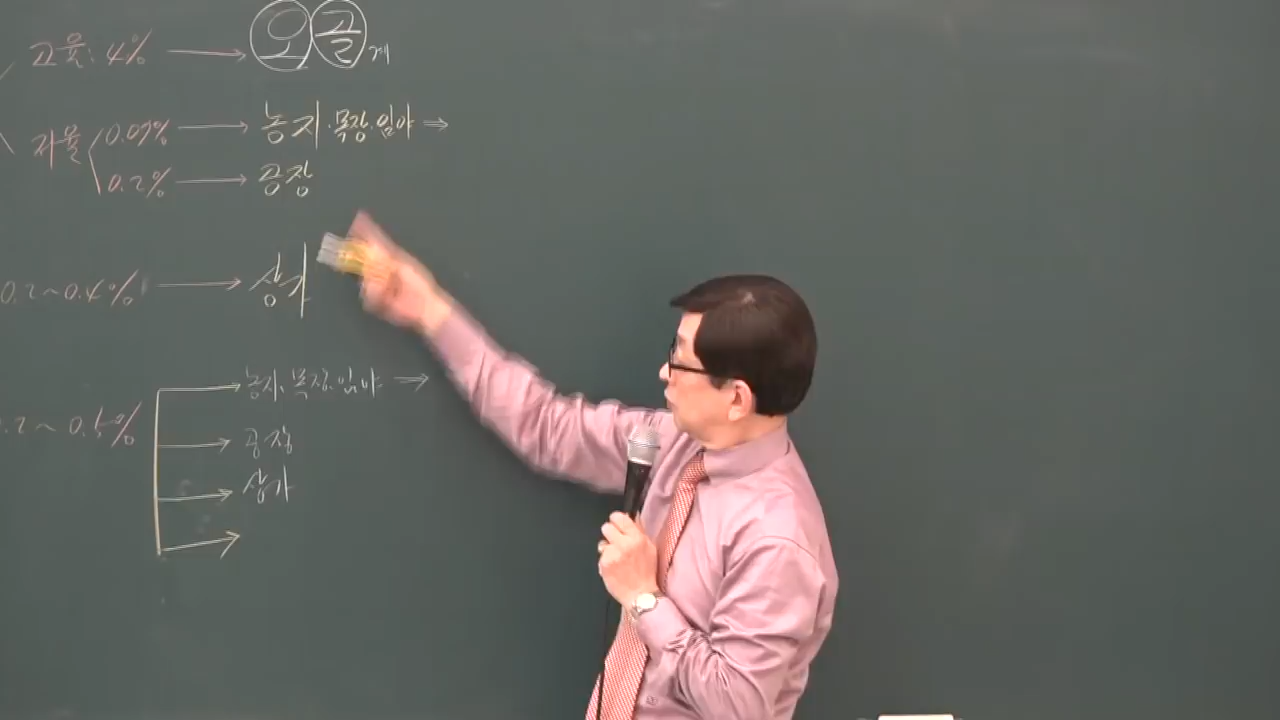 고율: 4% → 오골계
저율 0.07% → 농지·목장·임야 ⇒
0.2% → 공장
0.2~0.4% → 상가
.2~0.5% → 농지·목장·임야 ⇒
→ 공장
→ 상가
→